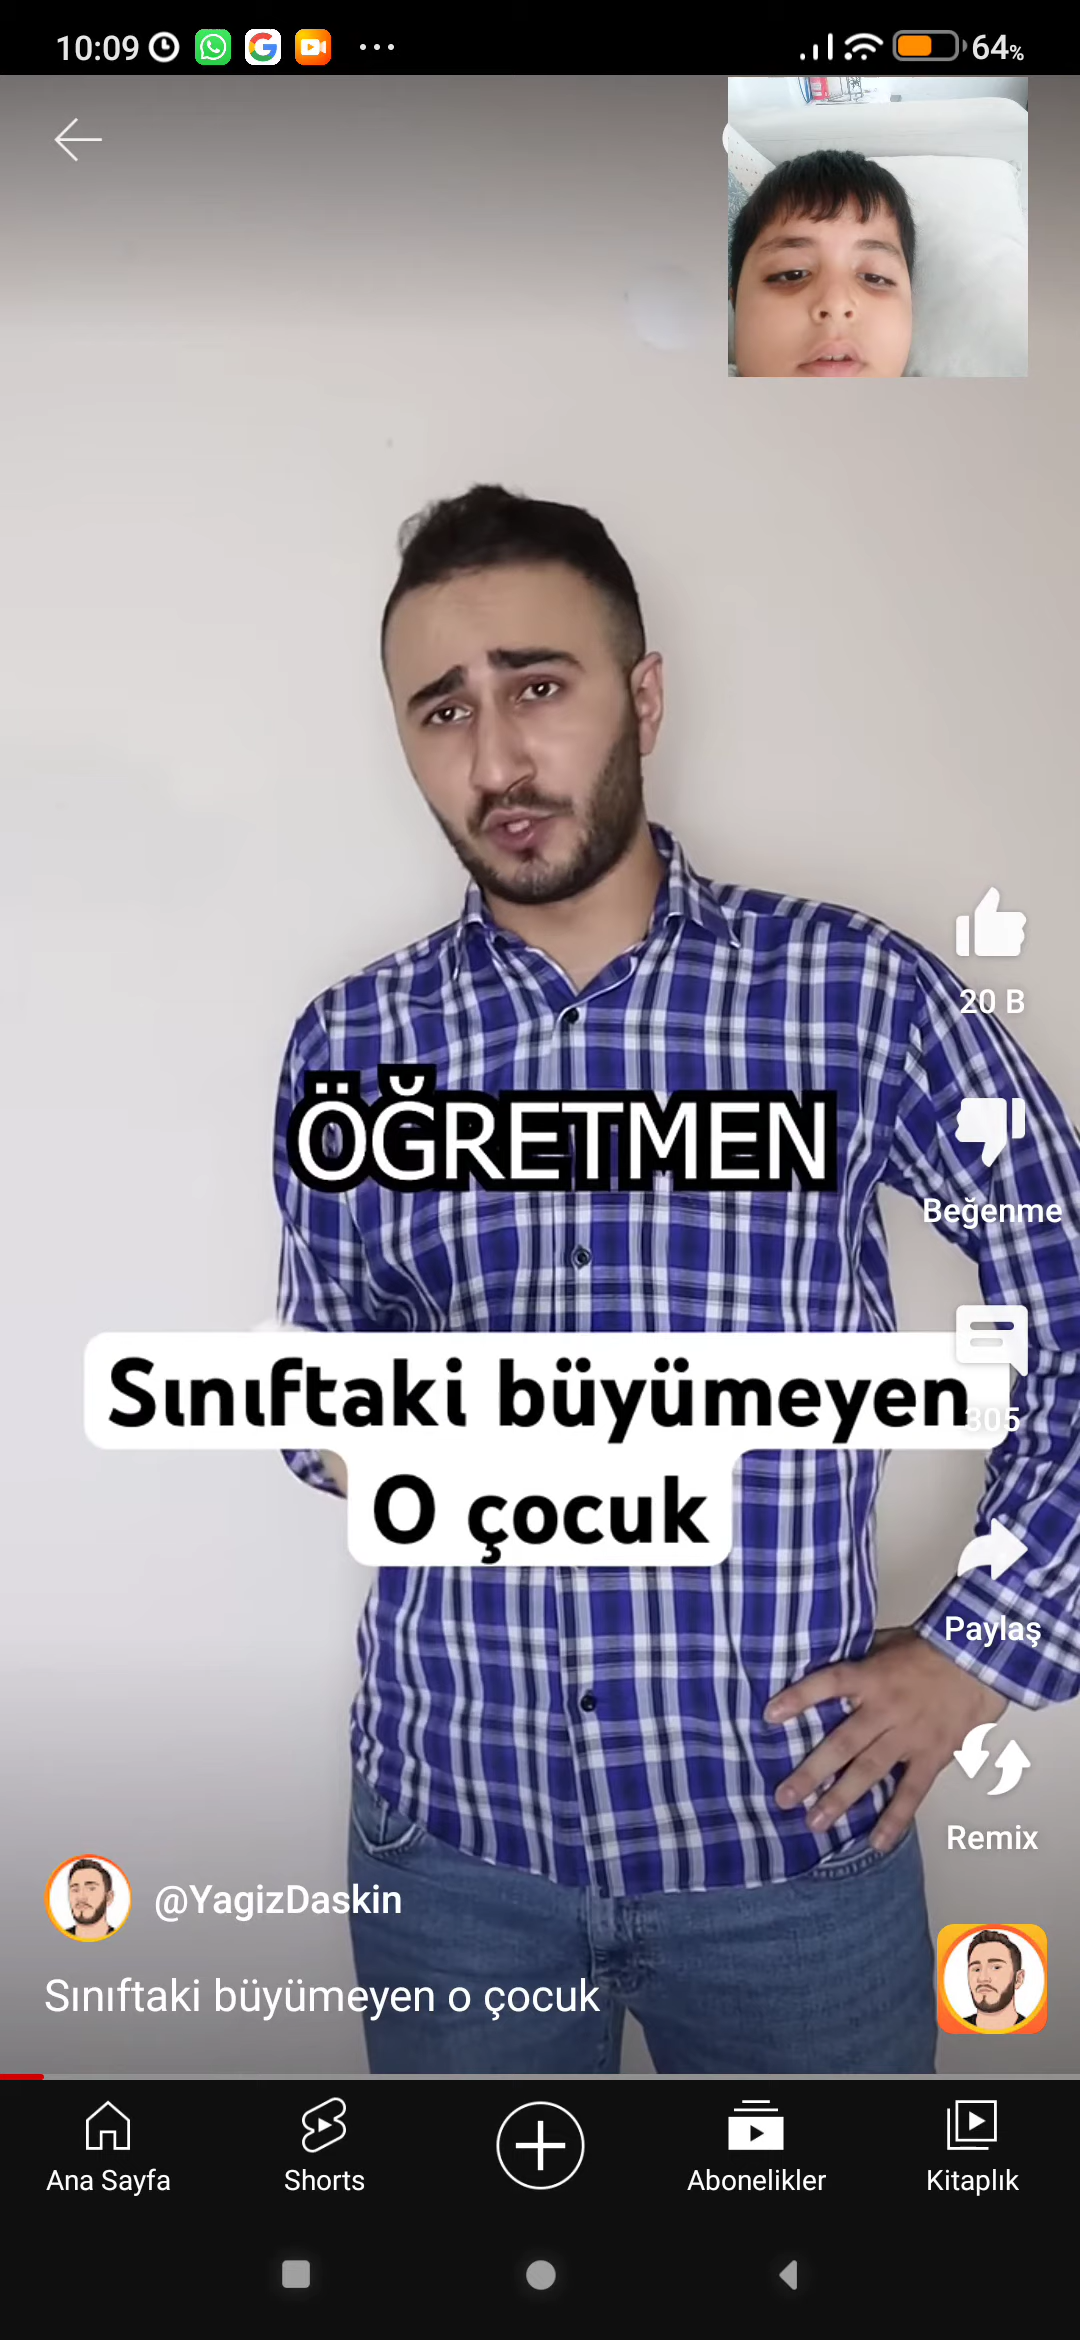 10:09
64%
ÖĞRETMEN
Sınıftaki büyümeyen
O çocuk
20 B
Beğenme
305
Paylaş
Remix
@YagizDaskin
Sınıftaki büyümeyen o çocuk
Ana Sayfa
Shorts
Abonelikler
Kitaplık